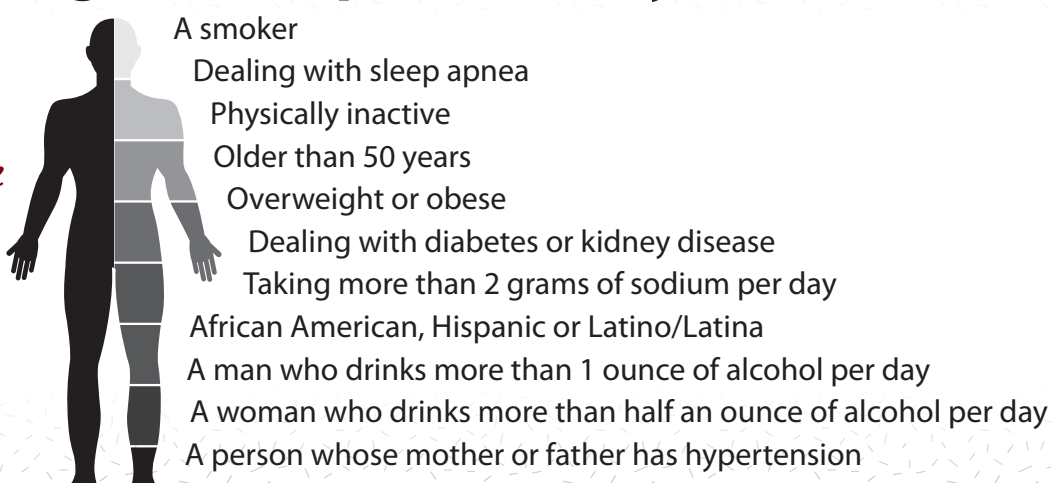 A smoker
Dealing with sleep apnea
Physically inactive
Older than 50 years
Overweight or obese
Dealing with diabetes or kidney disease
Taking more than 2 grams of sodium per day
African American, Hispanic or Latino/Latina
A man who drinks more than 1 ounce of alcohol per day
A woman who drinks more than half an ounce of alcohol per day
A person whose mother or father has hypertension